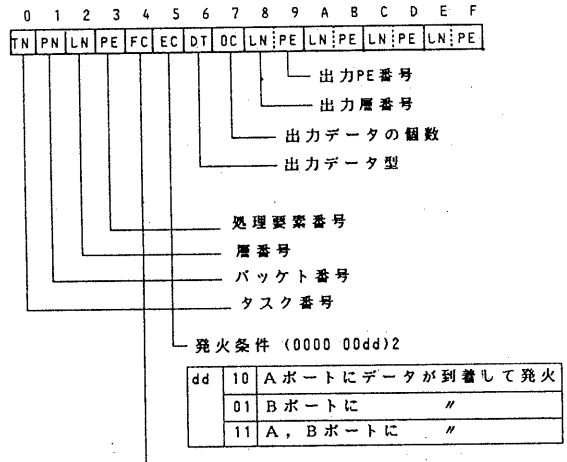 0 1 2 3 4 5 6 7 8 9 A B C D E F
TN PN LN PE FC EC DT OC LN PE LN PE LN PE LN PE
出力PE番号
出力層番号
出力データの個数
出力データ型
処理要素番号
層番号
パッケト番号
タスク番号
発火条件 (0000 00dd)2
dd 10 Aポートにデータが到着して発火
01 Bポートに 〃
11 A, Bポートに 〃